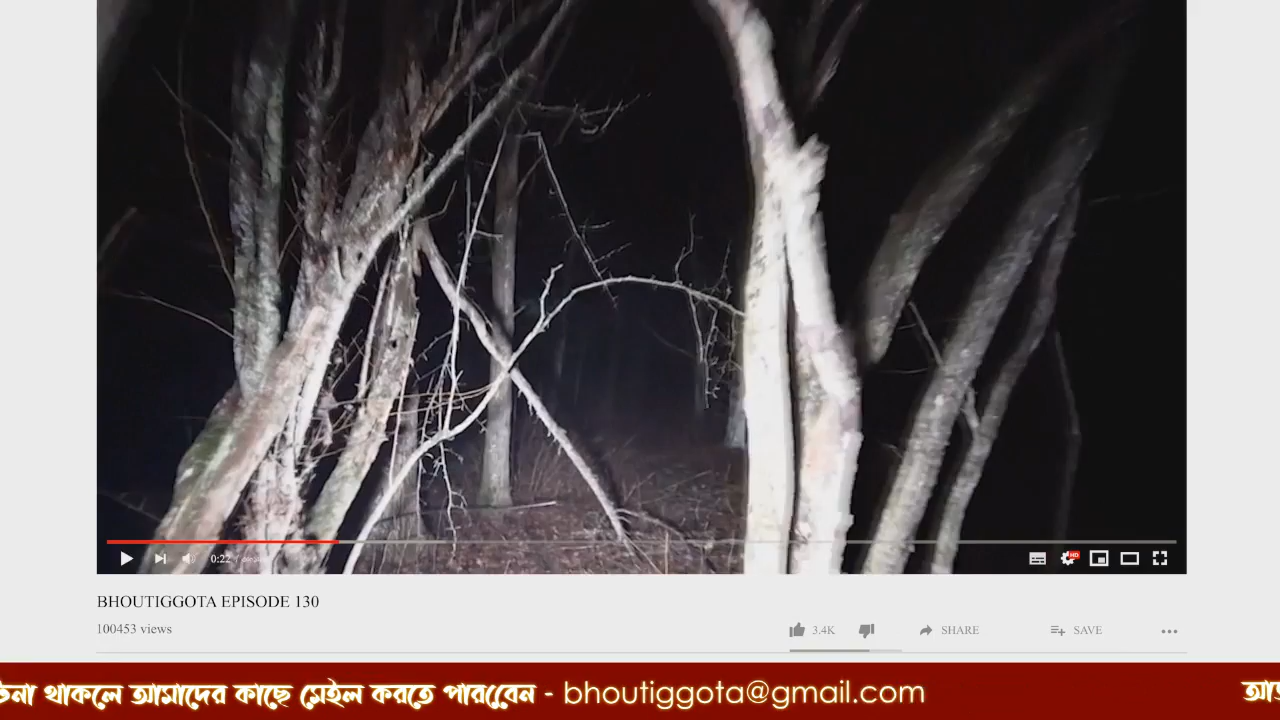 0:22
HD
BHOUTIGGOTA EPISODE 130
100453 views
3.4K
SHARE
SAVE
থাকলে আমাদের কাছে মেইল করতে পারবেন - bhoutiggota@gmail.com